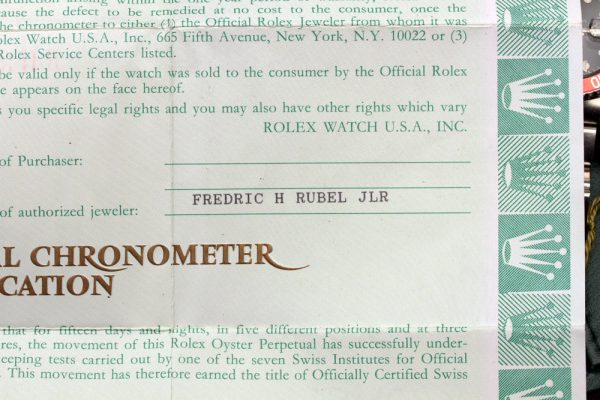 cause the defect to be remedied at no cost to the consumer, once the
the chronometer to either (1) the Official Rolex Jeweler from whom it was
olex Watch U.S.A., Inc., 665 Fifth Avenue, New York, N.Y. 10022 or (3)
Rolex Service Centers listed.
be valid only if the watch was sold to the consumer by the Official Rolex
e appears on the face hereof.
s you specific legal rights and you may also have other rights which vary
ROLEX WATCH U.S.A., INC.
of Purchaser:
FREDRIC H RUBEL JLR
of authorized jeweler:
AL CHRONOMETER
CATION
that for fifteen days and nights, in five different positions and at three
res, the movement of this Rolex Oyster Perpetual has successfully under-
eeping tests carried out by one of the seven Swiss Institutes for Official
. This movement has therefore earned the title of Officially Certified Swiss